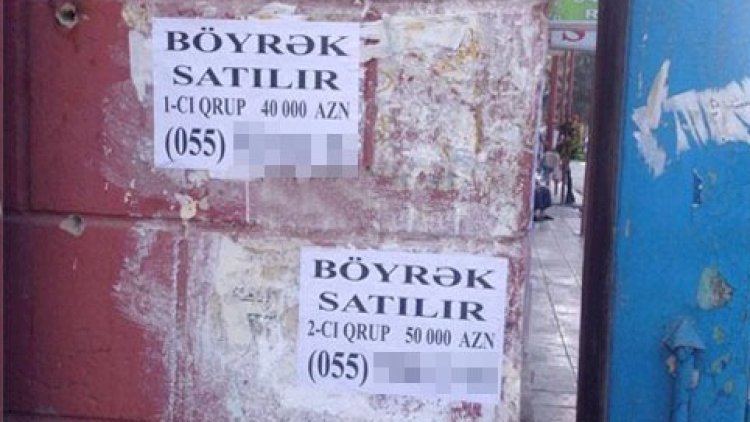 BÖYRƏK
SATILIR
1-CI QRUP 40 000 AZN
(055)
BÖYRƏK
SATILIR
2-CI QRUP 50 000 AZN
(055)